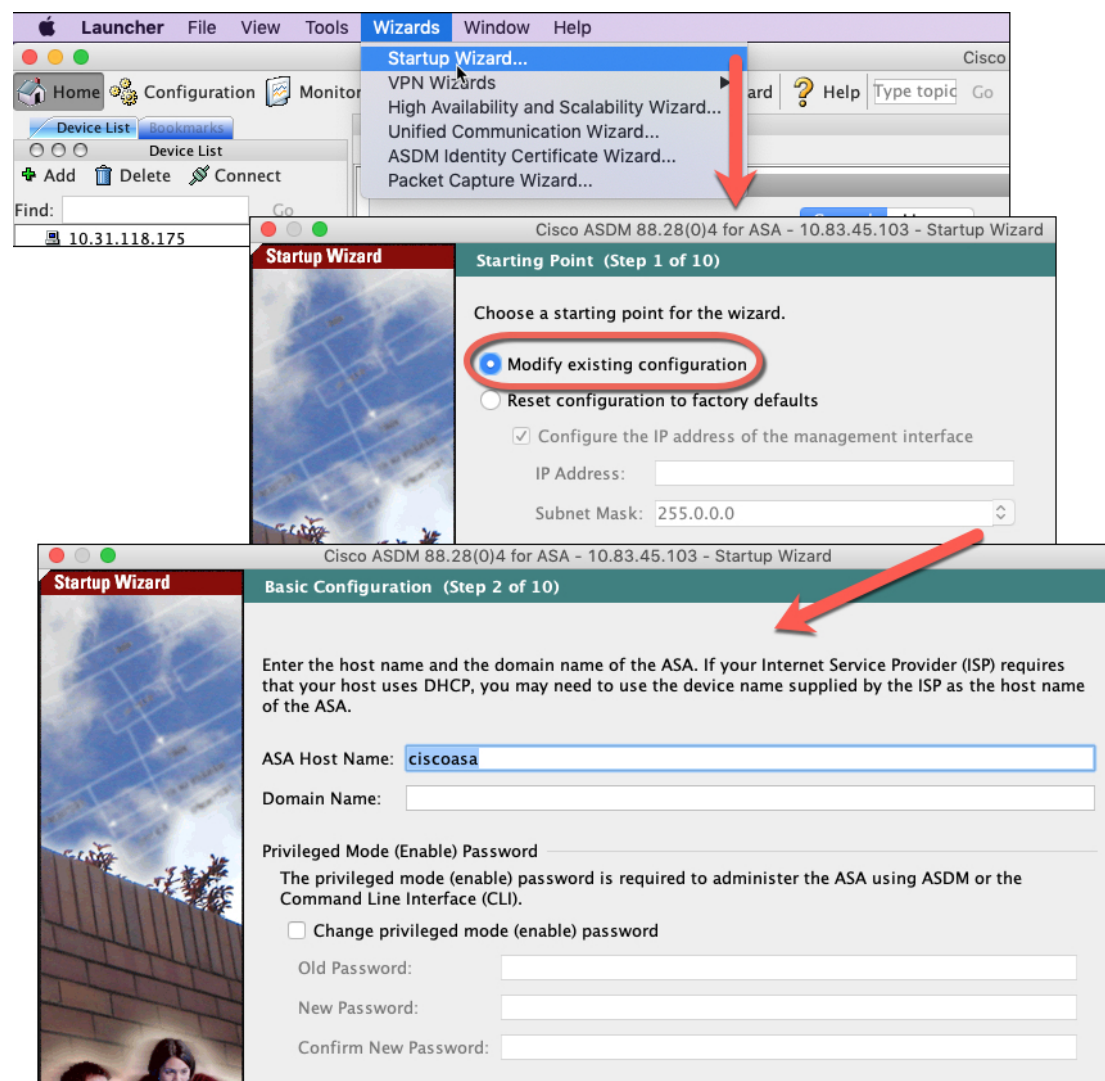 Launcher File View Tools Wizards Window Help
Startup Wizard...
Cisco
Home Configuration Monitor
VPN Wizards
ard Help Type topic Go
High Availability and Scalability Wizard...
Device List Bookmarks
Unified Communication Wizard...
Device List
ASDM Identity Certificate Wizard...
Add Delete Connect
Packet Capture Wizard...
Find: Go
10.31.118.175
Cisco ASDM 88.28(0)4 for ASA - 10.83.45.103 - Startup Wizard
Startup Wizard
Starting Point (Step 1 of 10)
Choose a starting point for the wizard.
Modify existing configuration
Reset configuration to factory defaults
Configure the IP address of the management interface
IP Address:
Subnet Mask: 255.0.0.0
Cisco ASDM 88.28(0)4 for ASA - 10.83.45.103 - Startup Wizard
Startup Wizard
Basic Configuration (Step 2 of 10)
Enter the host name and the domain name of the ASA. If your Internet Service Provider (ISP) requires
that your host uses DHCP, you may need to use the device name supplied by the ISP as the host name
of the ASA.
ASA Host Name: ciscoasa
Domain Name:
Privileged Mode (Enable) Password
The privileged mode (enable) password is required to administer the ASA using ASDM or the
Command Line Interface (CLI).
Change privileged mode (enable) password
Old Password:
New Password:
Confirm New Password: